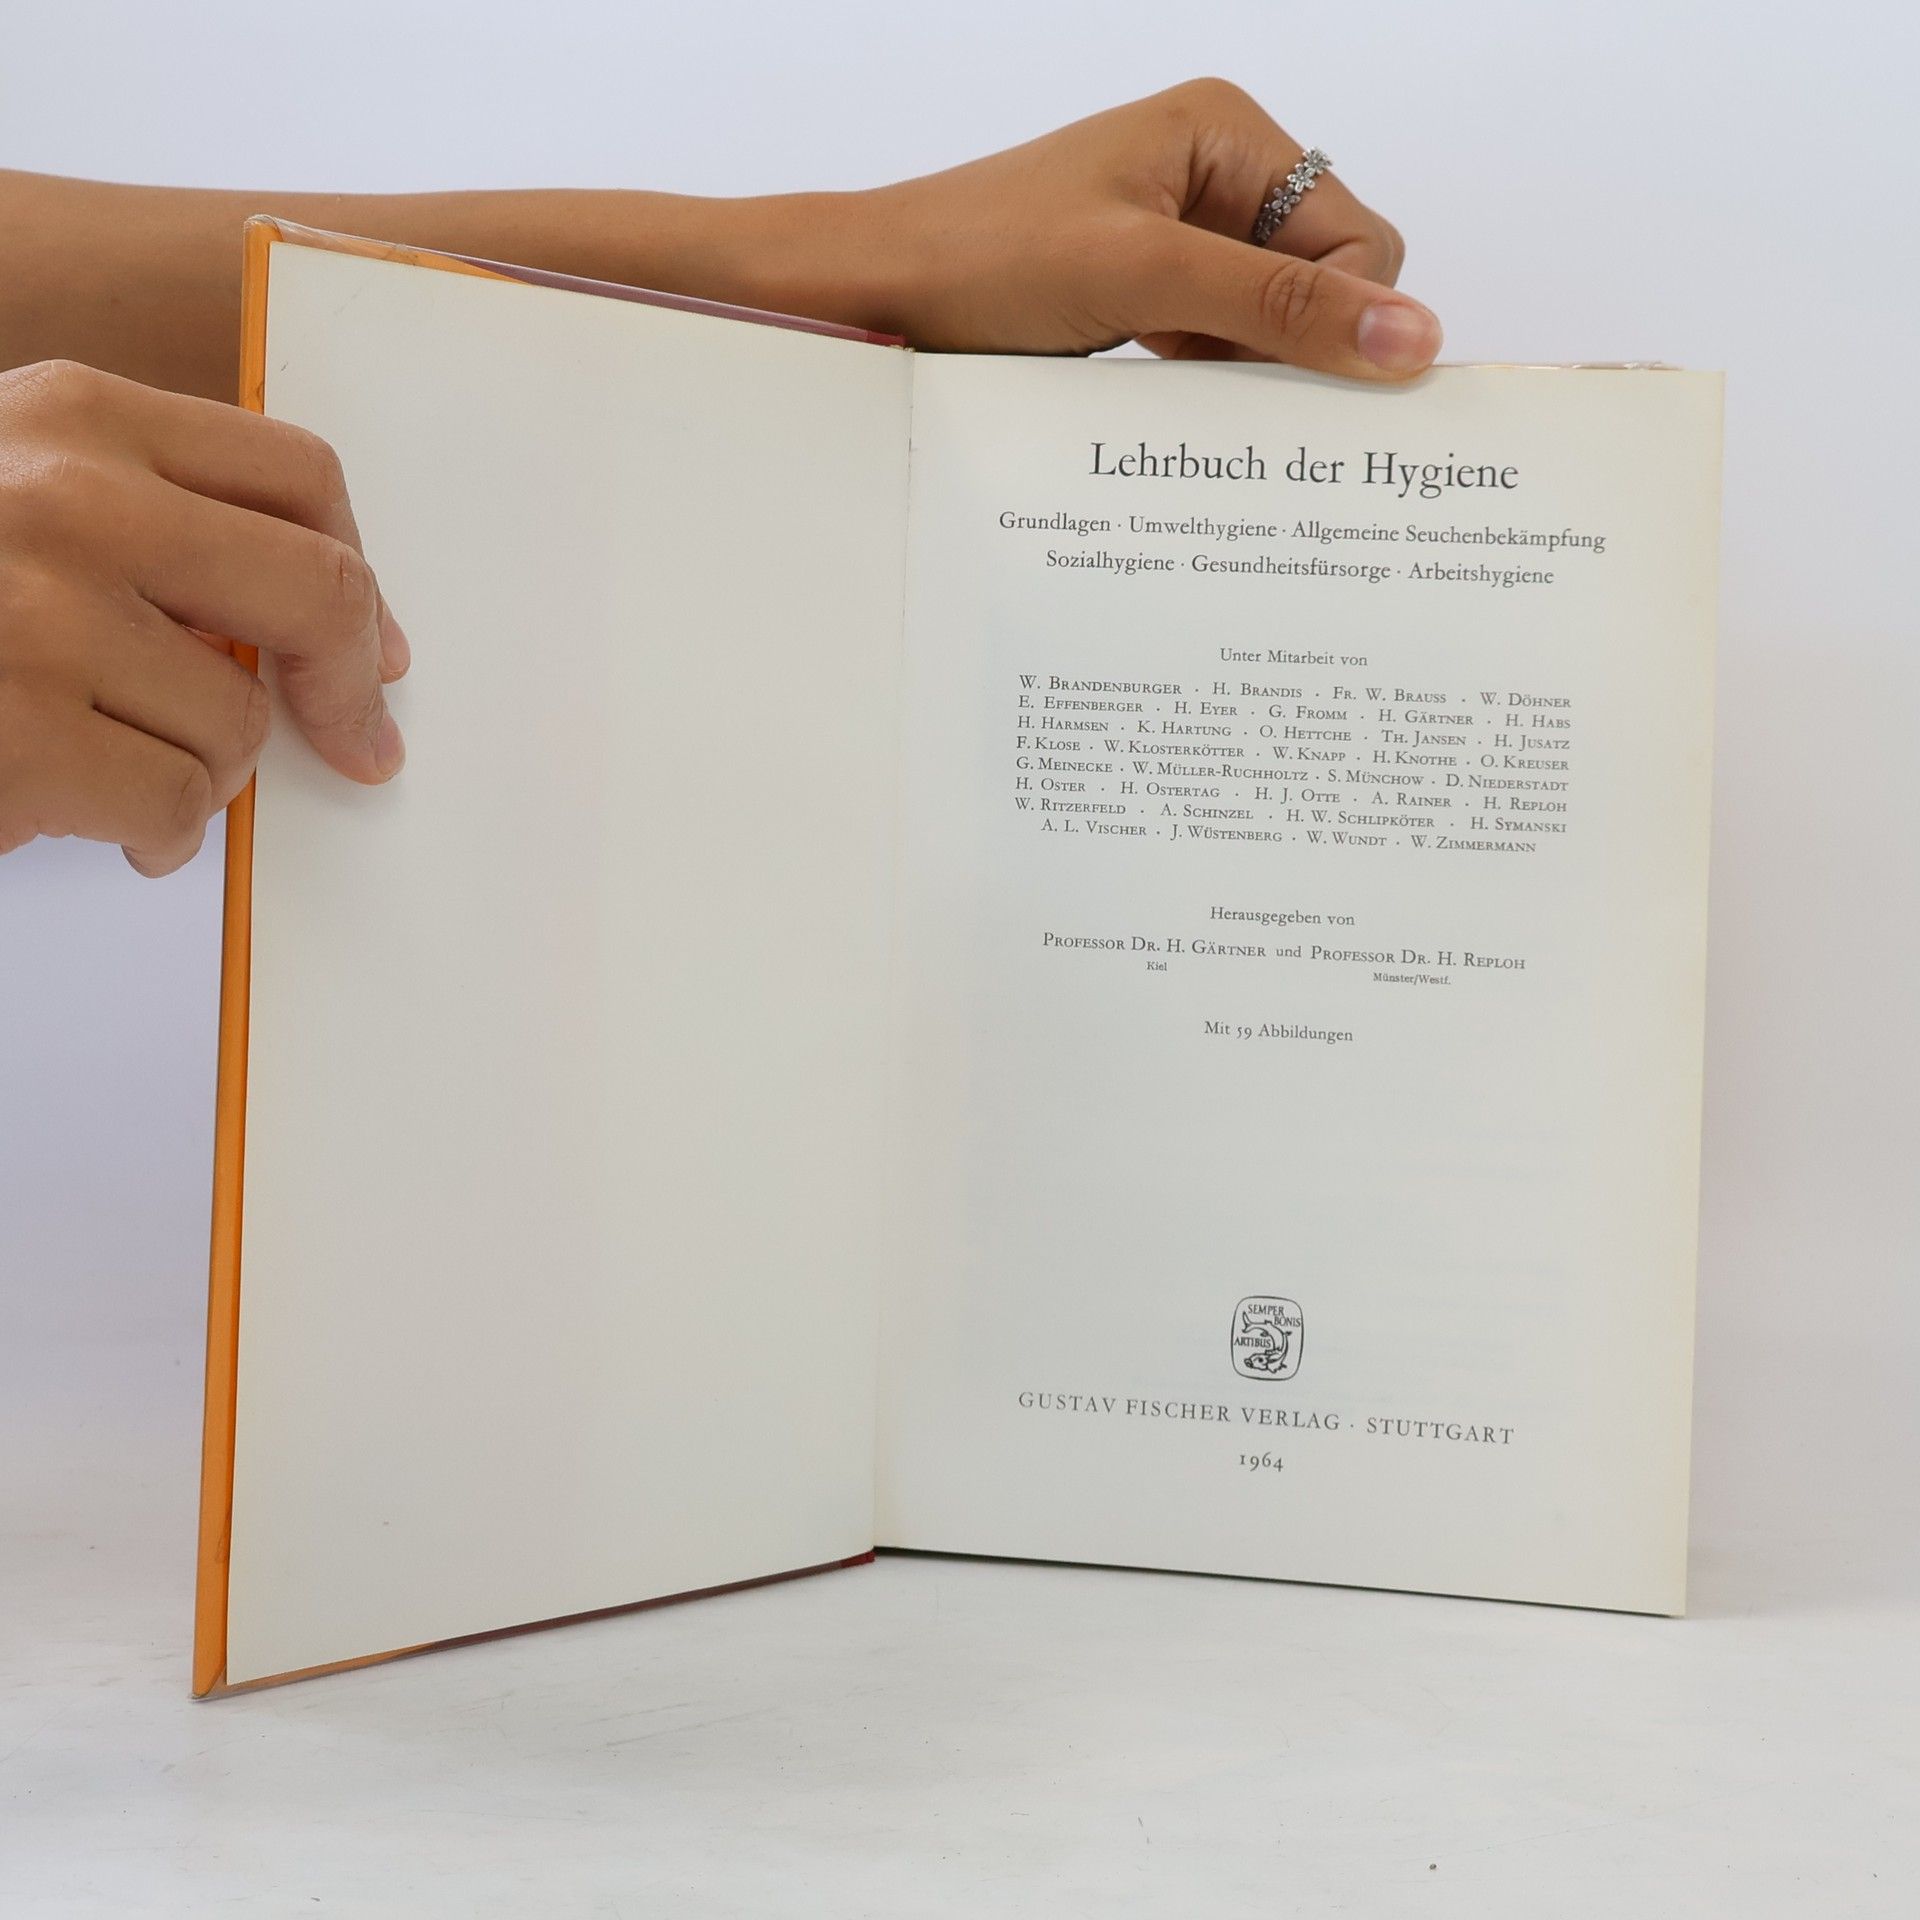 Lehrbuch der Hygiene
Grundlagen · Umwelthygiene · Allgemeine Seuchenbekämpfung
Sozialhygiene · Gesundheitsfürsorge · Arbeitshygiene
Unter Mitarbeit von
W. Brandenburger · H. Brandis · Fr. W. Brauss · W. Döhner
E. Effenberger · H. Eyer · G. Fromm · H. Gärtner · H. Habs
H. Harmsen · K. Hartung · O. Hettche · Th. Jansen · H. Jusatz
F. Klose · W. Klosterkötter · W. Knapp · H. Knothe · O. Kreuser
G. Meinecke · W. Müller-Ruchholtz · S. Münchow · D. Niederstadt
H. Oster · H. Ostertag · H. J. Otte · A. Rainer · H. Reploh
W. Ritzerfeld · A. Schinzel · H. W. Schlipköter · H. Symanski
A. L. Vischer · J. Wüstenberg · W. Wundt · W. Zimmermann
Herausgegeben von
Professor Dr. H. Gärtner und Professor Dr. H. Reploh
Kiel Münster/Westf.
Mit 59 Abbildungen
SEMPER
BONIS
ARTIBUS
GUSTAV FISCHER VERLAG · STUTTGART
1964